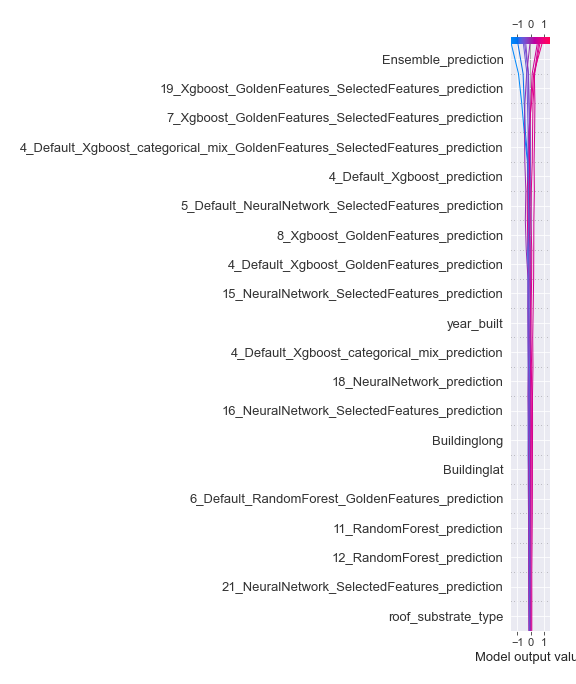 −1 0 1
Ensemble_prediction
19_Xgboost_GoldenFeatures_SelectedFeatures_prediction
7_Xgboost_GoldenFeatures_SelectedFeatures_prediction
4_Default_Xgboost_categorical_mix_GoldenFeatures_SelectedFeatures_prediction
4_Default_Xgboost_prediction
5_Default_NeuralNetwork_SelectedFeatures_prediction
8_Xgboost_GoldenFeatures_SelectedFeatures_prediction
4_Default_Xgboost_GoldenFeatures_prediction
15_NeuralNetwork_SelectedFeatures_prediction
year_built
4_Default_Xgboost_categorical_mix_prediction
18_NeuralNetwork_prediction
16_NeuralNetwork_SelectedFeatures_prediction
Buildinglong
Buildinglat
6_Default_RandomForest_GoldenFeatures_prediction
11_RandomForest_prediction
12_RandomForest_prediction
21_NeuralNetwork_SelectedFeatures_prediction
roof_substrate_type
−1 0 1
Model output valu